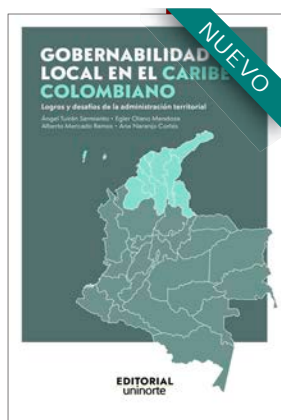 GOBERNABILIDAD
LOCAL EN EL CARIBE
COLOMBIANO
Logros y desafíos de la administración territorial
Ángel Tuirán Sarmiento • Egler Otero Mendoza
Alberto Mercado Ramos • Ana Naranjo Cortés
NUEVO
EDITORIAL
uninorte